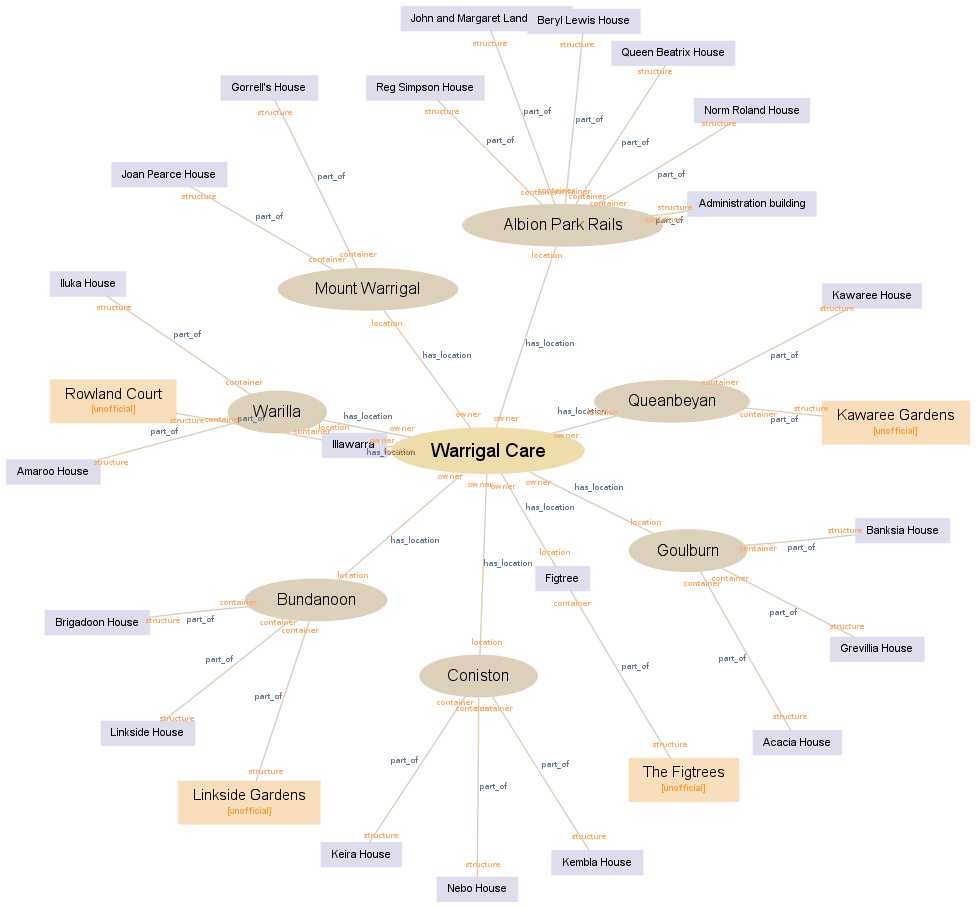 John and Margaret Land
Beryl Lewis House
structure
structure
Queen Beatrix House
structure
Gorrell's House
structure
Reg Simpson House
structure
part_of
part_of
Norm Roland House
structure
part_of
part_of
Joan Pearce House
structure
part_of
part_of
container
container
container
container
container
Administration building
structure
part_of
container
part_of
Albion Park Rails
location
container
container
Mount Warrigal
location
has_location
has_location
Iluka House
structure
part_of
container
Kawaree House
structure
part_of
container
Queanbeyan
has_location
location
owner
container
structure
part_of
Kawaree Gardens
[unofficial]
Rowland Court
[unofficial]
structure
container
part_of
Warilla
has_location
location
owner
owner
owner
container
part_of
Amaroo House
structure
Illawarra
owner
location
has_location
Warrigal Care
owner
owner
owner
owner
has_location
has_location
has_location
has_location
location
location
location
location
Goulburn
container
container
container
Banksia House
structure
part_of
Grevillia House
structure
part_of
Acacia House
structure
part_of
Figtree
container
part_of
structure
The Figtrees
[unofficial]
Bundanoon
container
container
container
Brigadoon House
structure
part_of
part_of
structure
Linkside House
part_of
structure
Linkside Gardens
[unofficial]
Coniston
container
container
container
part_of
part_of
part_of
structure
Keira House
structure
Nebo House
structure
Kembla House